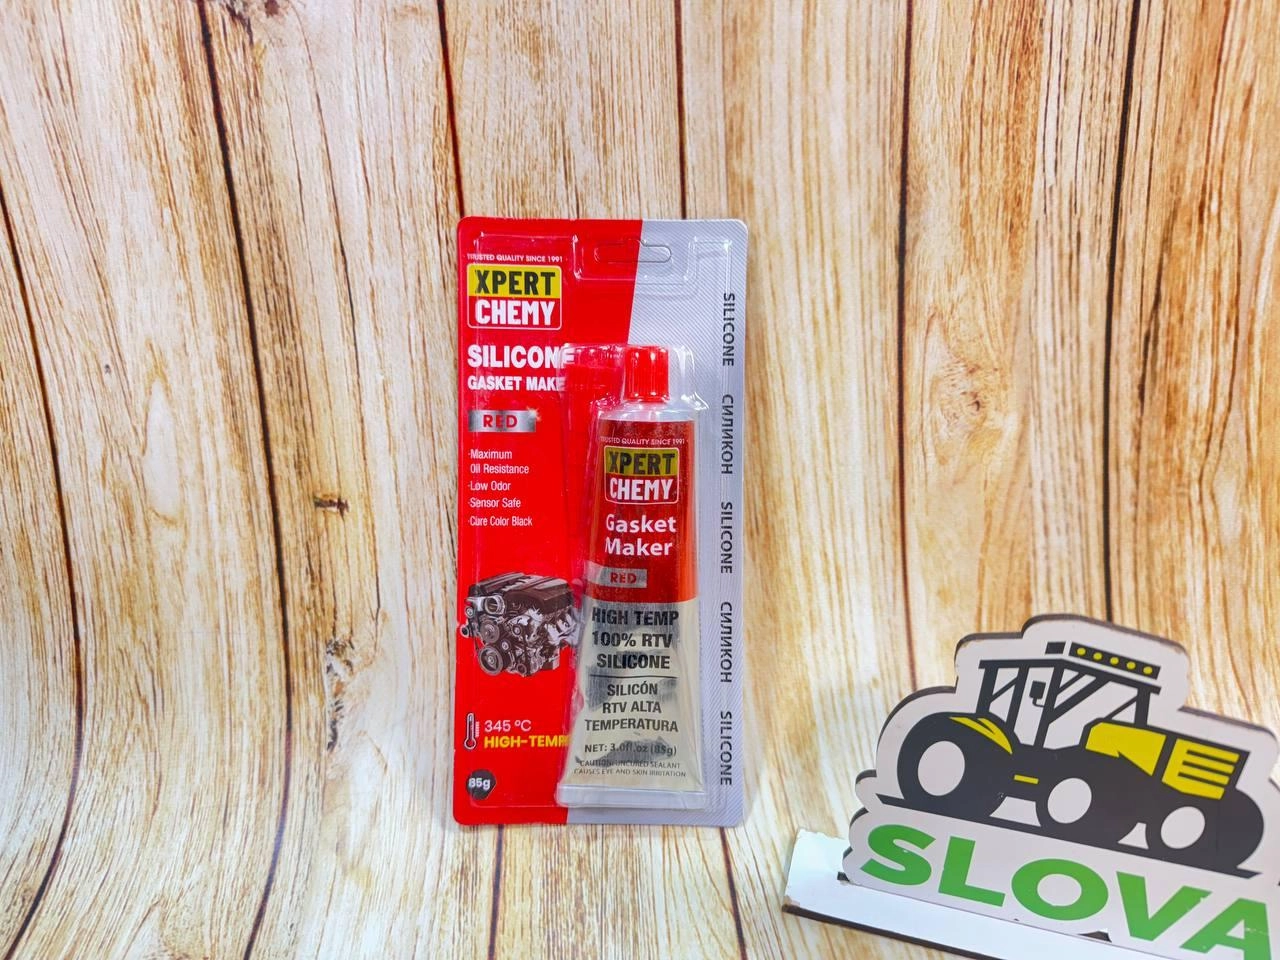 TRUSTED QUALITY SINCE 1991
XPERT
CHEMY
SILICONE
GASKET MAKE
RED
·Maximum
Oil Resistance
·Low Odor
·Sensor Safe
·Cure Color Black
345 °C
HIGH-TEMP
85g
TRUSTED QUALITY SINCE 1991
XPERT
CHEMY
Gasket
Maker
RED
HIGH TEMP
100% RTV
SILICONE
SILICÓN
RTV ALTA
TEMPERATURA
NET: 3.0fl.oz (85g)
CAUTION: UNCURED SEALANT
CAUSES EYE AND SKIN IRRITATION
SILICONE СИЛИКОН SILICONE СИЛИКОН SILICONE
SLOVA